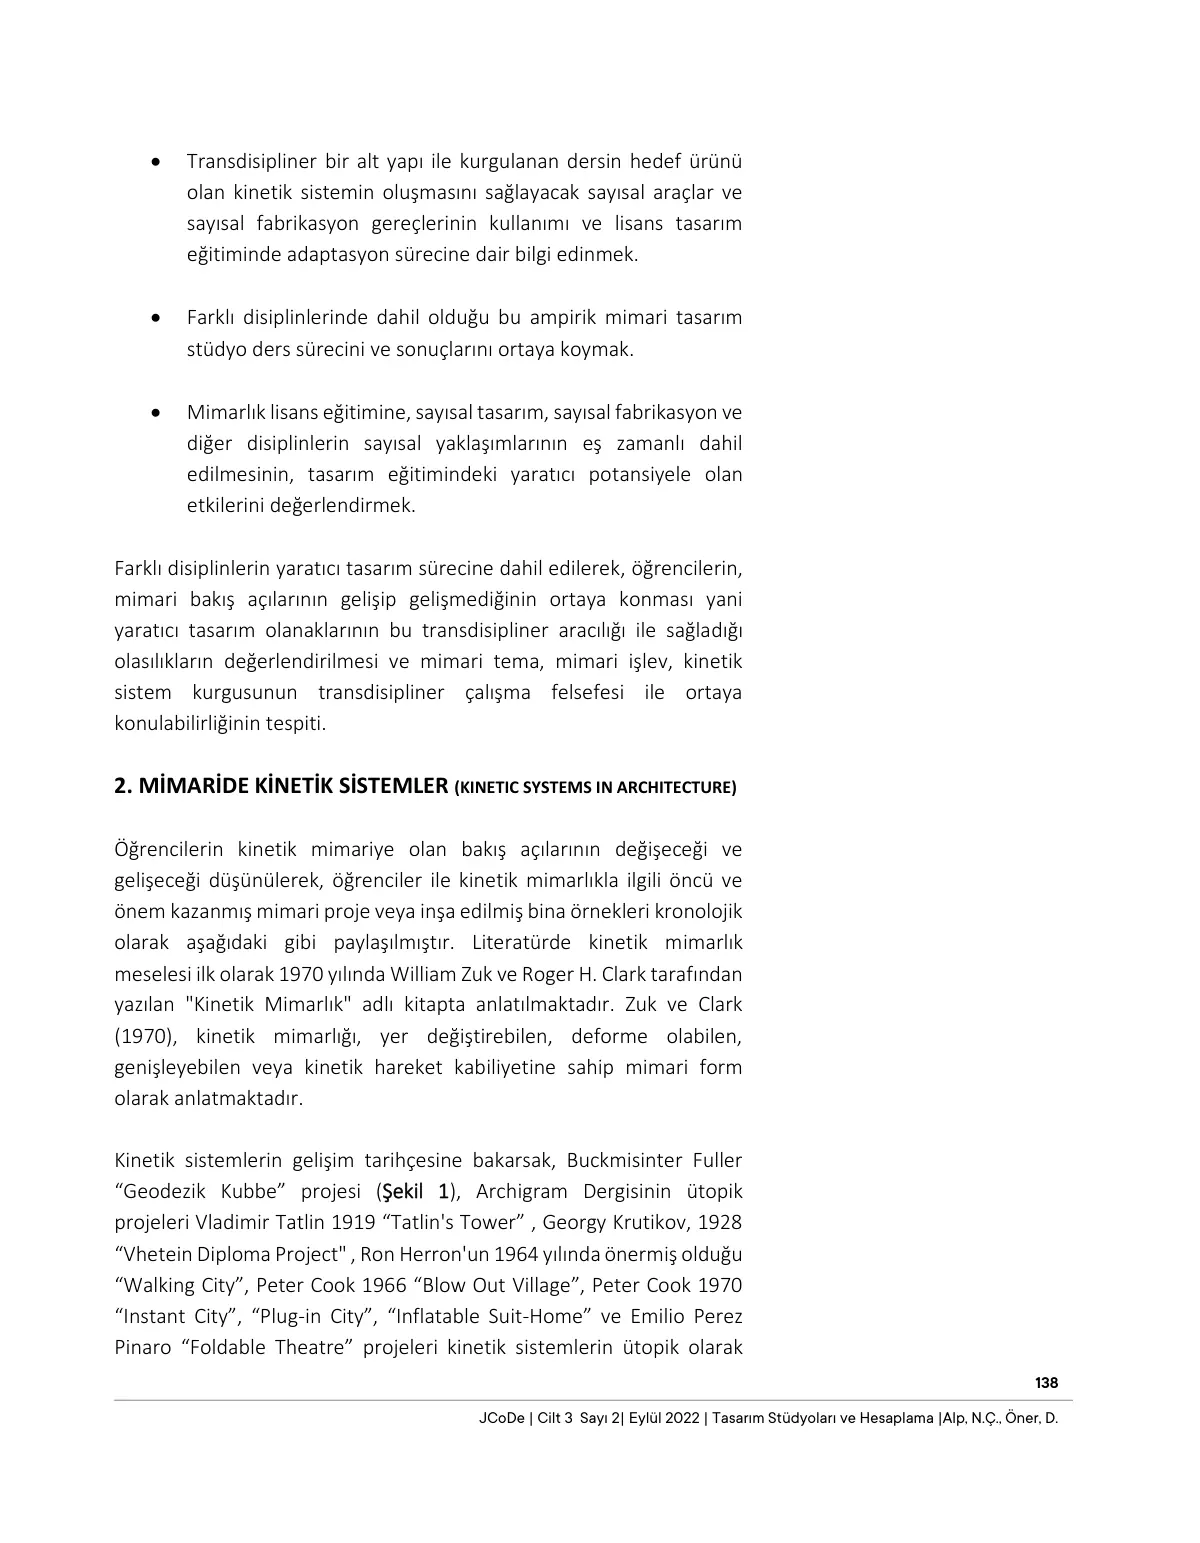 • Transdisipliner bir alt yapı ile kurgulanan dersin hedef ürünü
olan kinetik sistemin oluşmasını sağlayacak sayısal araçlar ve
sayısal fabrikasyon gereçlerinin kullanımı ve lisans tasarım
eğitiminde adaptasyon sürecine dair bilgi edinmek.
• Farklı disiplinlerinde dahil olduğu bu ampirik mimari tasarım
stüdyo ders sürecini ve sonuçlarını ortaya koymak.
• Mimarlık lisans eğitimine, sayısal tasarım, sayısal fabrikasyon ve
diğer disiplinlerin sayısal yaklaşımlarının eş zamanlı dahil
edilmesinin, tasarım eğitimindeki yaratıcı potansiyele olan
etkilerini değerlendirmek.
Farklı disiplinlerin yaratıcı tasarım sürecine dahil edilerek, öğrencilerin,
mimari bakış açılarının gelişip gelişmediğinin ortaya konması yani
yaratıcı tasarım olanaklarının bu transdisipliner aracılığı ile sağladığı
olasılıkların değerlendirilmesi ve mimari tema, mimari işlev, kinetik
sistem kurgusunun transdisipliner çalışma felsefesi ile ortaya
konulabilirliğinin tespiti.
2. MİMARİDE KİNETİK SİSTEMLER (KINETIC SYSTEMS IN ARCHITECTURE)
Öğrencilerin kinetik mimariye olan bakış açılarının değişeceği ve
gelişeceği düşünülerek, öğrenciler ile kinetik mimarlıkla ilgili öncü ve
önem kazanmış mimari proje veya inşa edilmiş bina örnekleri kronolojik
olarak aşağıdaki gibi paylaşılmıştır. Literatürde kinetik mimarlık
meselesi ilk olarak 1970 yılında William Zuk ve Roger H. Clark tarafından
yazılan "Kinetik Mimarlık" adlı kitapta anlatılmaktadır. Zuk ve Clark
(1970), kinetik mimarlığı, yer değiştirebilen, deforme olabilen,
genişleyebilen veya kinetik hareket kabiliyetine sahip mimari form
olarak anlatmaktadır.
Kinetik sistemlerin gelişim tarihçesine bakarsak, Buckmisinter Fuller
“Geodezik Kubbe” projesi (Şekil 1), Archigram Dergisinin ütopik
projeleri Vladimir Tatlin 1919 “Tatlin's Tower” , Georgy Krutikov, 1928
“Vhetein Diploma Project" , Ron Herron'un 1964 yılında önermiş olduğu
“Walking City”, Peter Cook 1966 “Blow Out Village”, Peter Cook 1970
“Instant City”, “Plug-in City”, “Inflatable Suit-Home” ve Emilio Perez
Pinaro “Foldable Theatre” projeleri kinetik sistemlerin ütopik olarak
138
JCoDe | Cilt 3 Sayı 2| Eylül 2022 | Tasarım Stüdyoları ve Hesaplama |Alp, N.Ç., Öner, D.